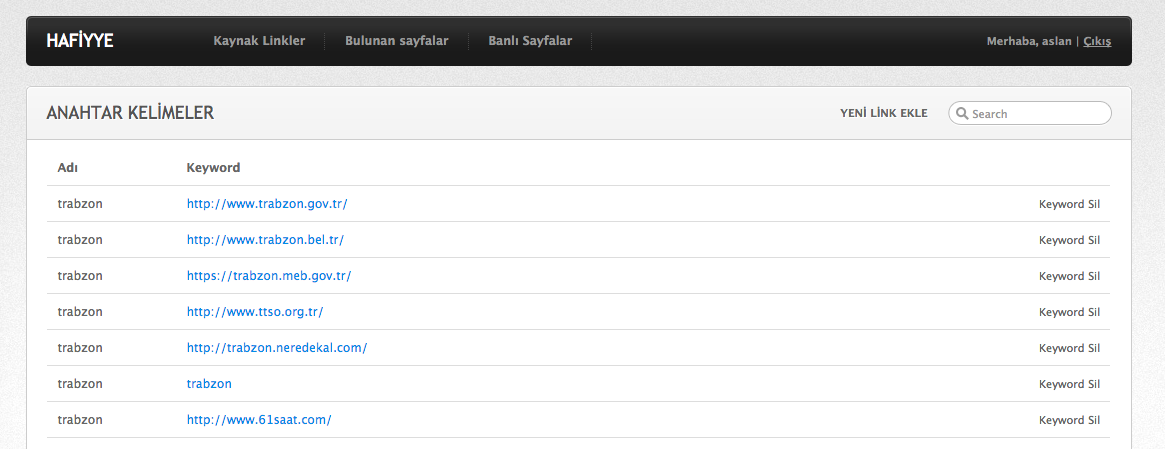 HAFİYYE Kaynak Linkler Bulunan sayfalar Banlı Sayfalar Merhaba, aslan | Çıkış
ANAHTAR KELİMELER YENİ LİNK EKLE Search
Adı Keyword
trabzon http://www.trabzon.gov.tr/ Keyword Sil
trabzon http://www.trabzon.bel.tr/ Keyword Sil
trabzon https://trabzon.meb.gov.tr/ Keyword Sil
trabzon http://www.ttso.org.tr/ Keyword Sil
trabzon http://trabzon.neredekal.com/ Keyword Sil
trabzon trabzon Keyword Sil
trabzon http://www.61saat.com/ Keyword Sil